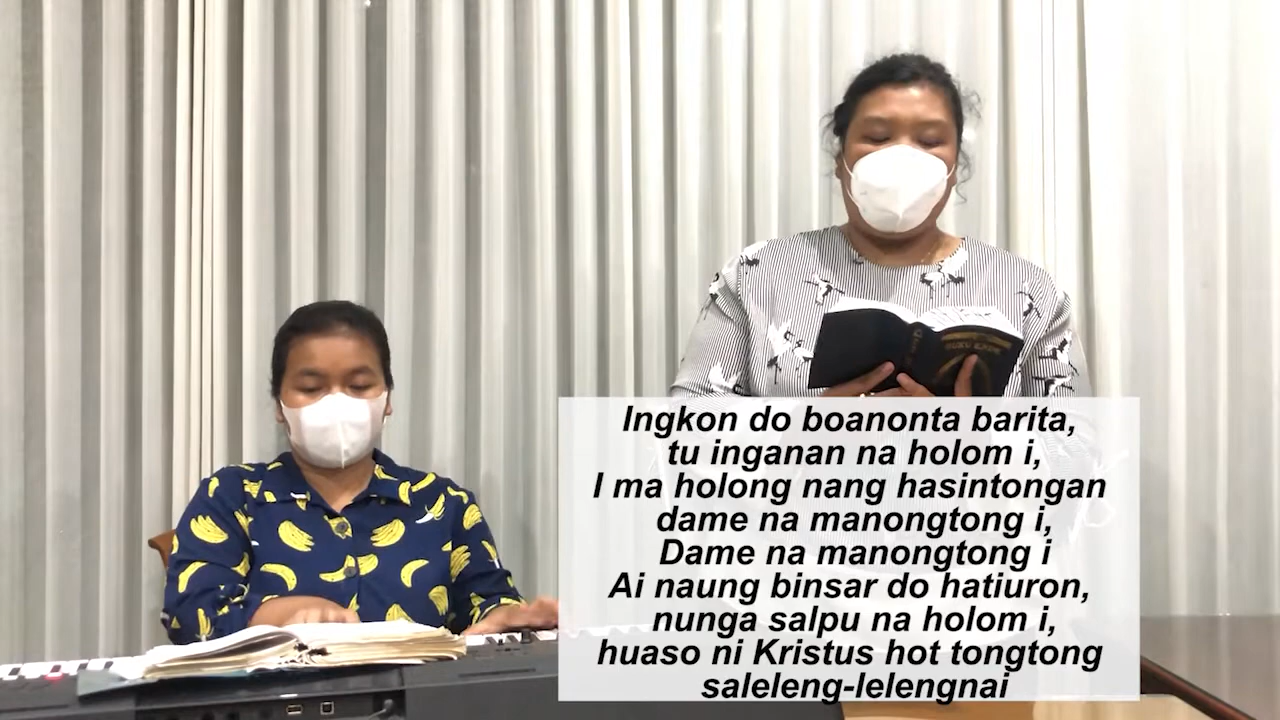 Ingkon do boanonta barita,
tu inganan na holom i,
I ma holong nang hasintongan
dame na manongtong i,
Dame na manongtong i
Ai naung binsar do hatiuron,
nunga salpu na holom i,
huaso ni Kristus hot tongtong
saleleng-lelengnai